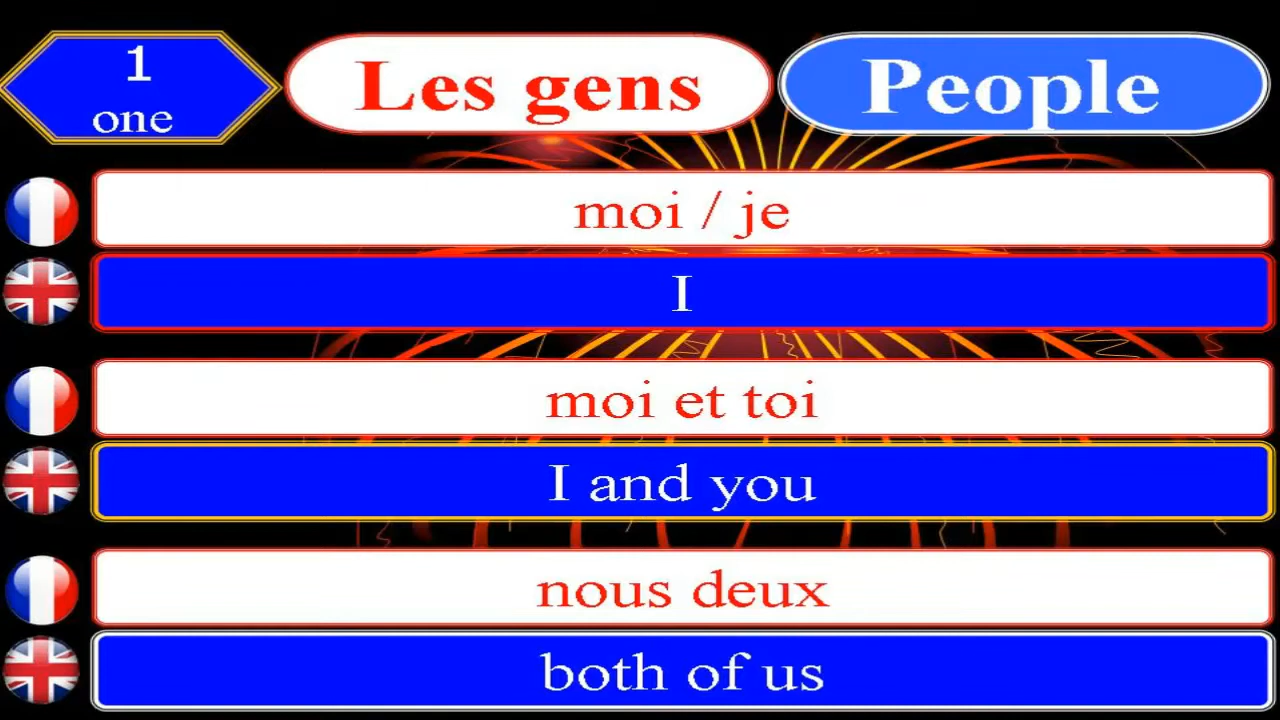 1
one
Les gens
People
moi / je
I
moi et toi
I and you
nous deux
both of us